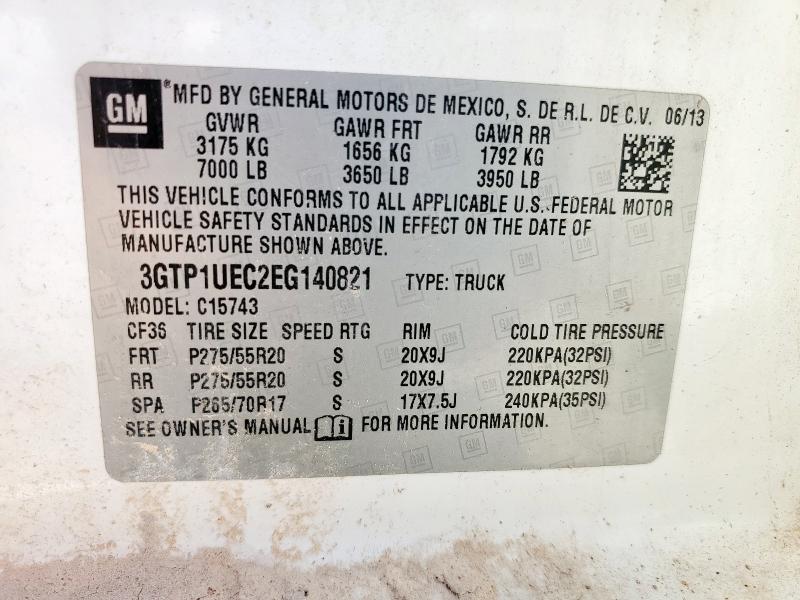 GM ® MFD BY GENERAL MOTORS DE MEXICO, S. DE R.L. DE C.V. 06/13
GVWR GAWR FRT GAWR RR
3175 KG 1656 KG 1792 KG
7000 LB 3650 LB 3950 LB
THIS VEHICLE CONFORMS TO ALL APPLICABLE U.S. FEDERAL MOTOR
VEHICLE SAFETY STANDARDS IN EFFECT ON THE DATE OF
MANUFACTURE SHOWN ABOVE.
3GTP1UEC2EG140821 TYPE: TRUCK
MODEL: C15743
CF36 TIRE SIZE SPEED RTG RIM COLD TIRE PRESSURE
FRT P275/55R20 S 20X9J 220KPA(32PSI)
RR P275/55R20 S 20X9J 220KPA(32PSI)
SPA P265/70R17 S 17X7.5J 240KPA(35PSI)
SEE OWNER'S MANUAL i FOR MORE INFORMATION.